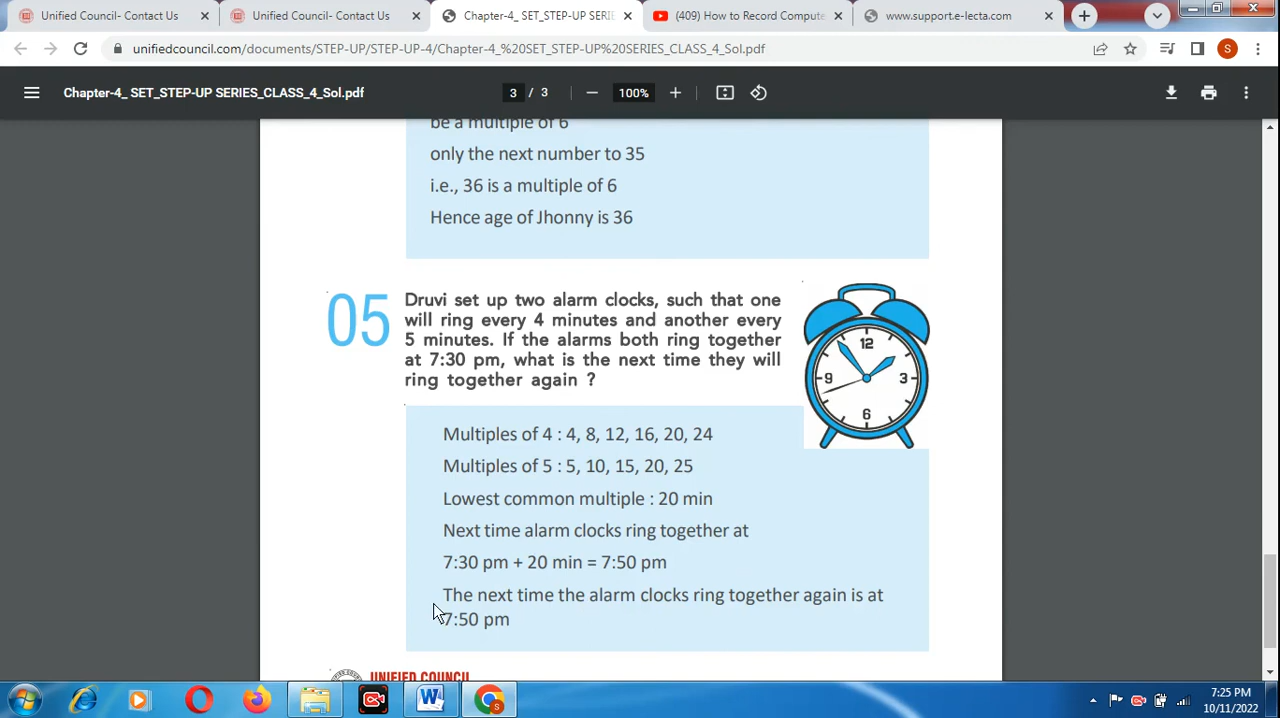 Unified Council- Contact Us
Unified Council- Contact Us
Chapter-4_ SET_STEP-UP SERIE
(409) How to Record Compute
www.support.e-lecta.com
unifiedcouncil.com/documents/STEP-UP/STEP-UP-4/Chapter-4_%20SET_STEP-UP%20SERIES_CLASS_4_Sol.pdf
S
Chapter-4_ SET_STEP-UP SERIES_CLASS_4_Sol.pdf
3 / 3
100%
be a multiple of 6
only the next number to 35
i.e., 36 is a multiple of 6
Hence age of Jhonny is 36
05
Druvi set up two alarm clocks, such that one
will ring every 4 minutes and another every
5 minutes. If the alarms both ring together
at 7:30 pm, what is the next time they will
ring together again ?
12
9
3
6
Multiples of 4 : 4, 8, 12, 16, 20, 24
Multiples of 5 : 5, 10, 15, 20, 25
Lowest common multiple : 20 min
Next time alarm clocks ring together at
7:30 pm + 20 min = 7:50 pm
The next time the alarm clocks ring together again is at
7:50 pm
UNIFIED COUNCIL
7:25 PM
10/11/2022